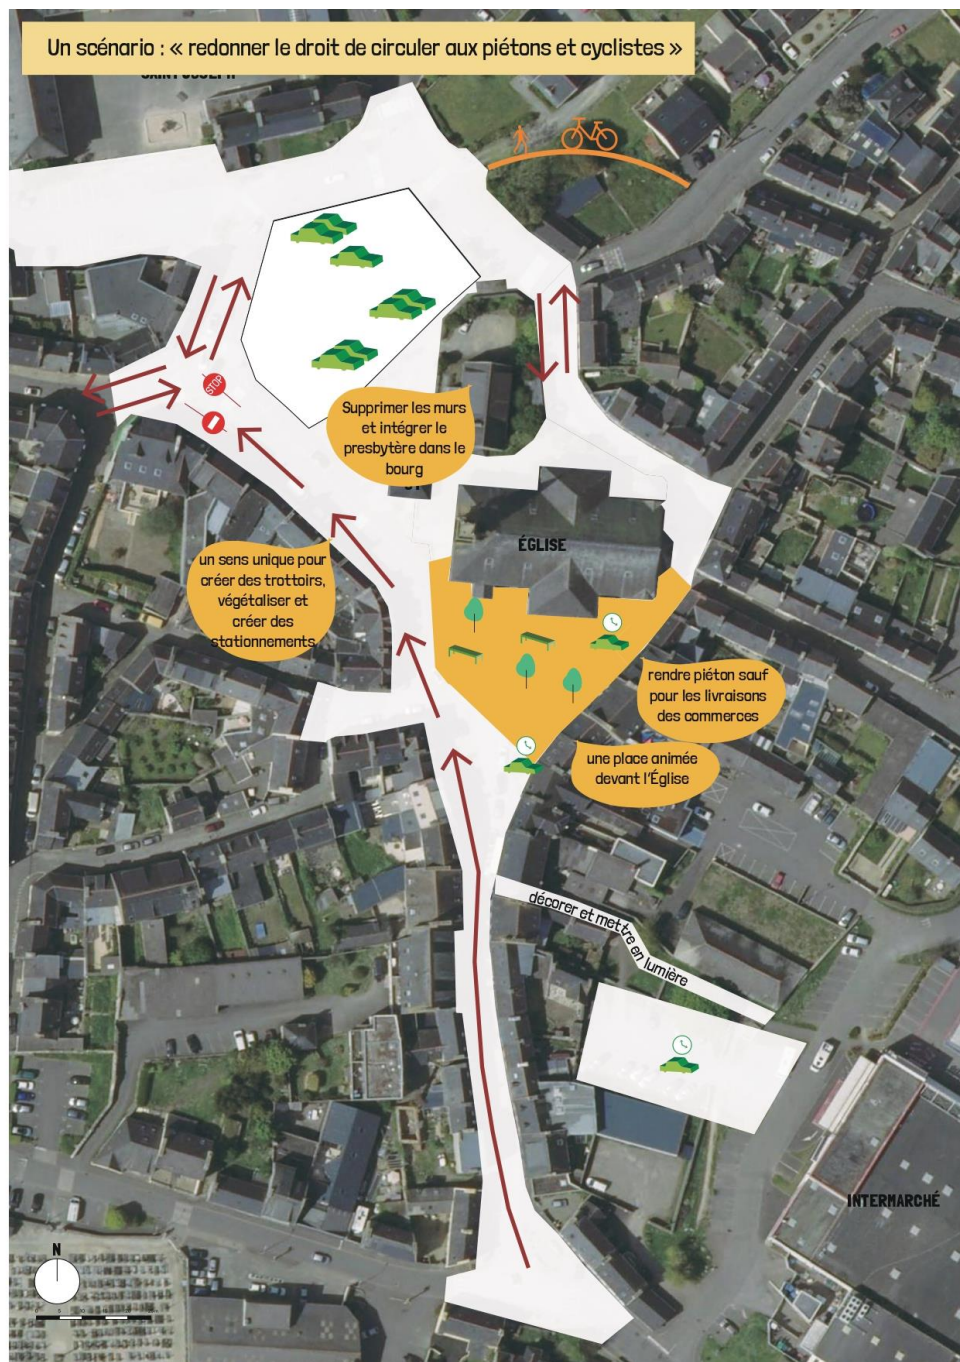 Un scénario : « redonner le droit de circuler aux piétons et cyclistes »
SAINT JOSEPH
STOP
Supprimer les murs
et intégrer le
presbytère dans le
bourg
ÉGLISE
un sens unique pour
créer des trottoirs,
végétaliser et
créer des
stationnements
rendre piéton sauf
pour les livraisons
des commerces
une place animée
devant l'Église
décorer et mettre en lumière
INTERMARCHÉ
N